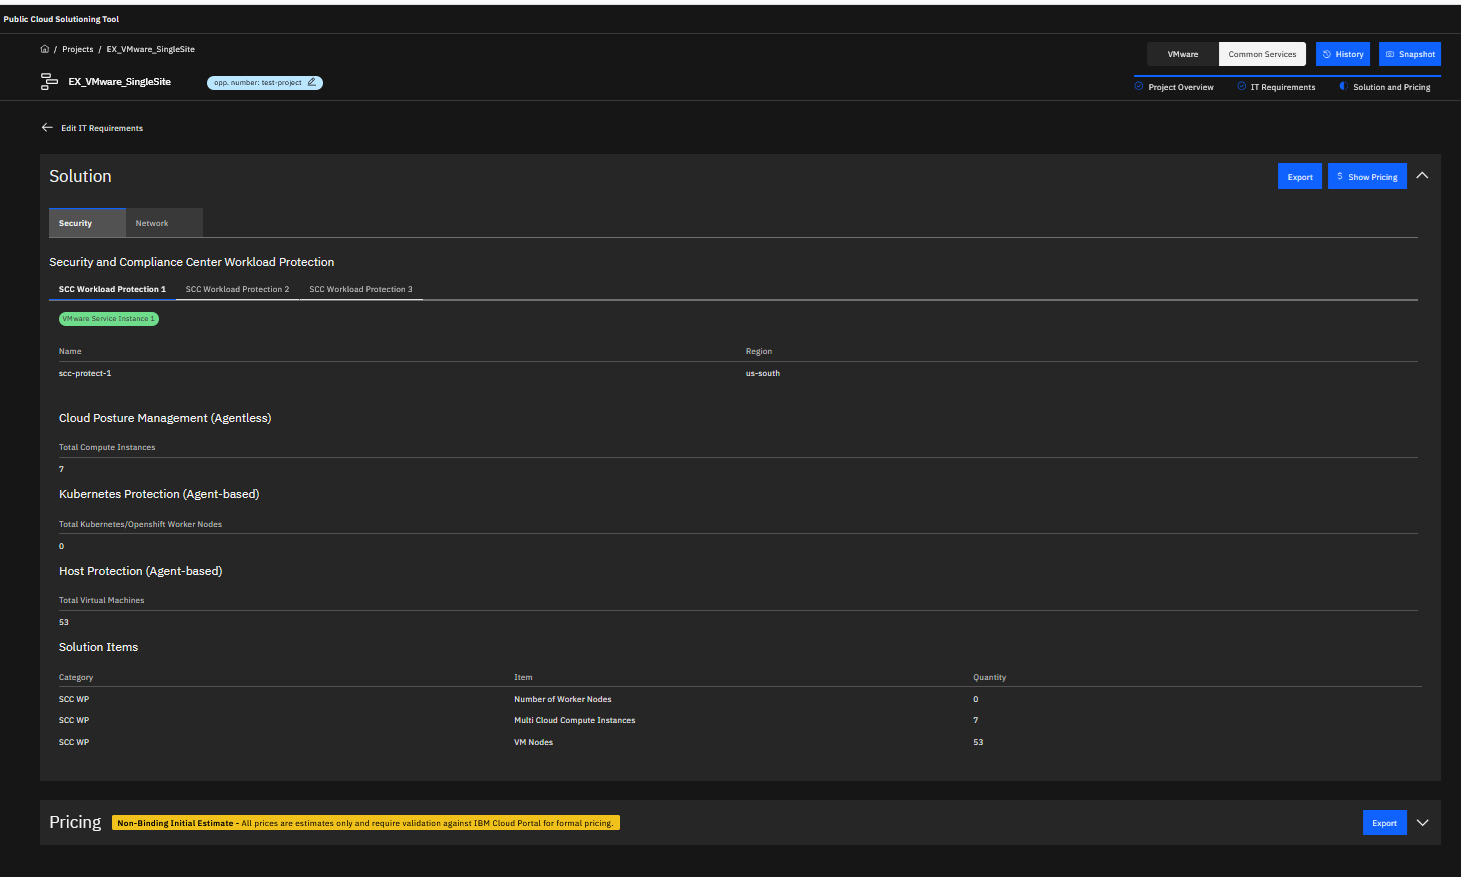 Public Cloud Solutioning Tool
/ Projects / EX_VMware_SingleSite
VMware Common Services History Snapshot
EX_VMware_SingleSite opp. number: test-project
Project Overview IT Requirements Solution and Pricing
Edit IT Requirements
Solution Export $ Show Pricing
Security Network
Security and Compliance Center Workload Protection
SCC Workload Protection 1 SCC Workload Protection 2 SCC Workload Protection 3
VMware Service Instance 1
Name Region
scc-protect-1 us-south
Cloud Posture Management (Agentless)
Total Compute Instances
7
Kubernetes Protection (Agent-based)
Total Kubernetes/Openshift Worker Nodes
0
Host Protection (Agent-based)
Total Virtual Machines
53
Solution Items
Category Item Quantity
SCC WP Number of Worker Nodes 0
SCC WP Multi Cloud Compute Instances 7
SCC WP VM Nodes 53
Pricing Non-Binding Initial Estimate - All prices are estimates only and require validation against IBM Cloud Portal for formal pricing. Export